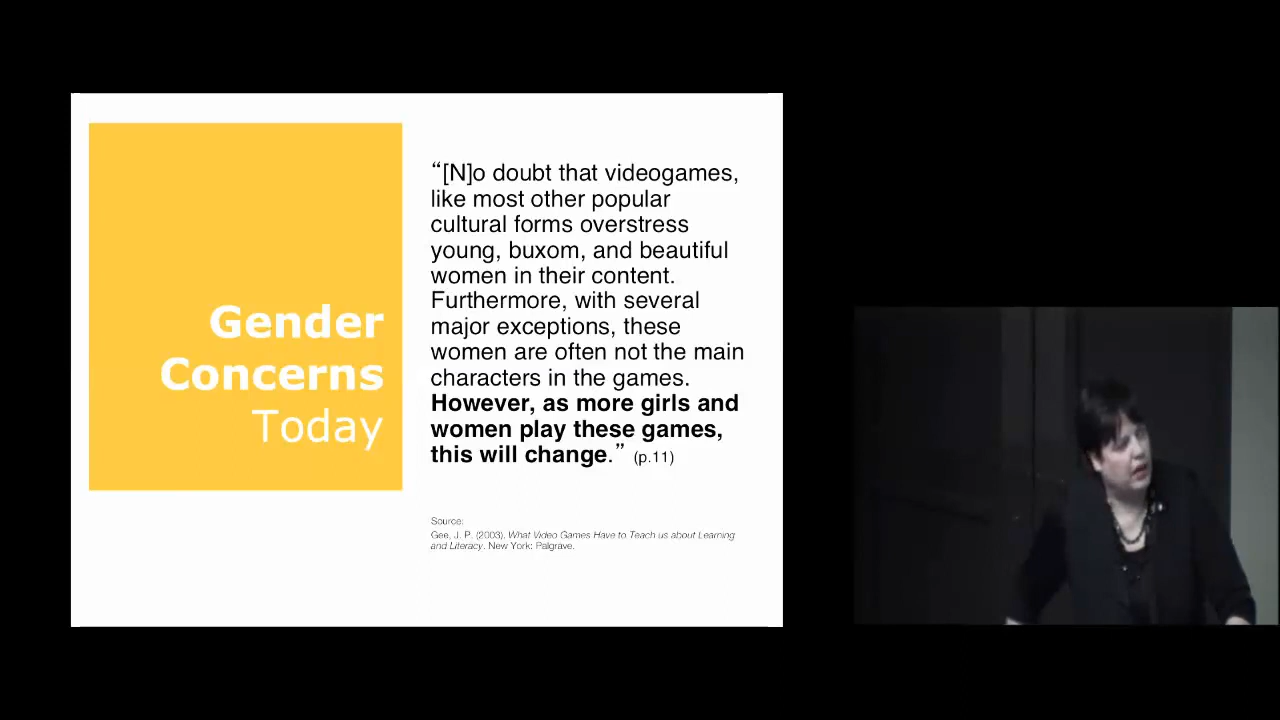 Gender
Concerns
Today
“[N]o doubt that videogames,
like most other popular
cultural forms overstress
young, buxom, and beautiful
women in their content.
Furthermore, with several
major exceptions, these
women are often not the main
characters in the games.
However, as more girls and
women play these games,
this will change.” (p.11)
Source:
Gee, J. P. (2003). What Video Games Have to Teach us about Learning
and Literacy. New York: Palgrave.